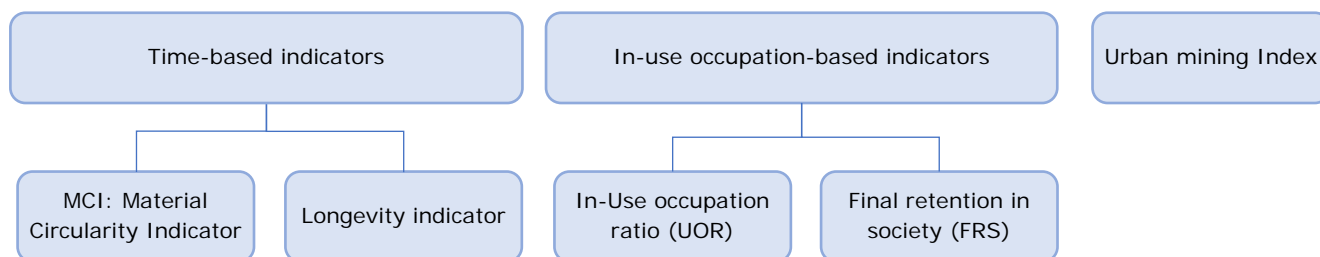 Time-based indicators
In-use occupation-based indicators
Urban mining Index
MCI: Material
Circularity Indicator
Longevity indicator
In-Use occupation
ratio (UOR)
Final retention in
society (FRS)